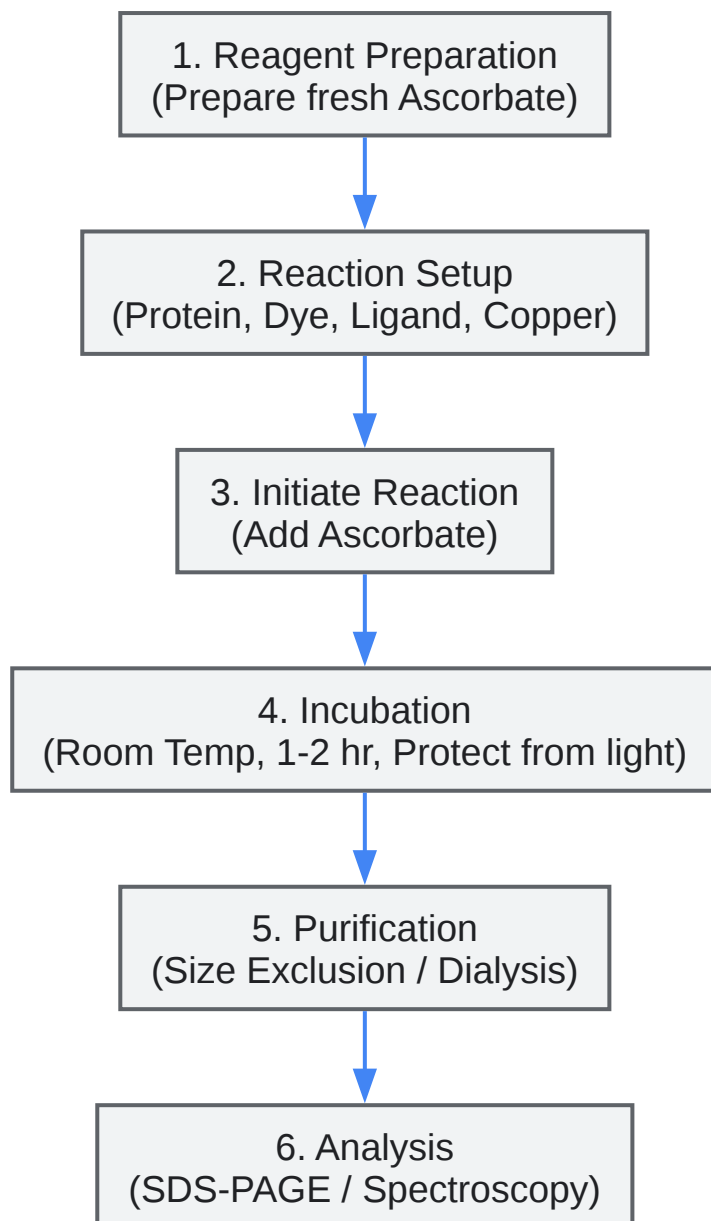 1. Reagent Preparation
(Prepare fresh Ascorbate)
2. Reaction Setup
(Protein, Dye, Ligand, Copper)
3. Initiate Reaction
(Add Ascorbate)
4. Incubation
(Room Temp, 1-2 hr, Protect from light)
5. Purification
(Size Exclusion / Dialysis)
6. Analysis
(SDS-PAGE / Spectroscopy)